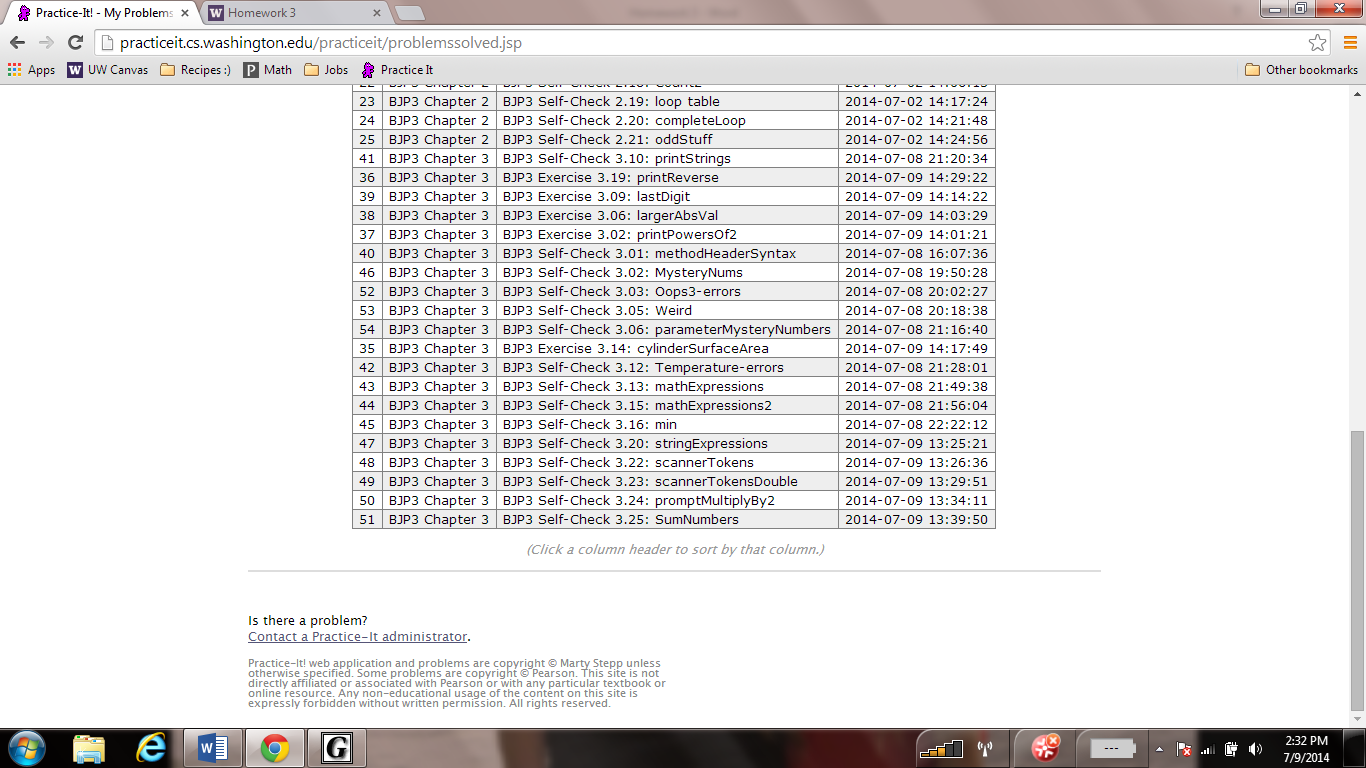 Practice-It! - My Problems
Homework 3
practiceit.cs.washington.edu/practiceit/problemssolved.jsp
Apps UW Canvas Recipes :) Math Jobs Practice It Other bookmarks
23 BJP3 Chapter 2 BJP3 Self-Check 2.19: loop table 2014-07-02 14:17:24
24 BJP3 Chapter 2 BJP3 Self-Check 2.20: completeLoop 2014-07-02 14:21:48
25 BJP3 Chapter 2 BJP3 Self-Check 2.21: oddStuff 2014-07-02 14:24:56
41 BJP3 Chapter 3 BJP3 Self-Check 3.10: printStrings 2014-07-08 21:20:34
36 BJP3 Chapter 3 BJP3 Exercise 3.19: printReverse 2014-07-09 14:29:22
39 BJP3 Chapter 3 BJP3 Exercise 3.09: lastDigit 2014-07-09 14:14:22
38 BJP3 Chapter 3 BJP3 Exercise 3.06: largerAbsVal 2014-07-09 14:03:29
37 BJP3 Chapter 3 BJP3 Exercise 3.02: printPowersOf2 2014-07-09 14:01:21
40 BJP3 Chapter 3 BJP3 Self-Check 3.01: methodHeaderSyntax 2014-07-08 16:07:36
46 BJP3 Chapter 3 BJP3 Self-Check 3.02: MysteryNums 2014-07-08 19:50:28
52 BJP3 Chapter 3 BJP3 Self-Check 3.03: Oops3-errors 2014-07-08 20:02:27
53 BJP3 Chapter 3 BJP3 Self-Check 3.05: Weird 2014-07-08 20:18:38
54 BJP3 Chapter 3 BJP3 Self-Check 3.06: parameterMysteryNumbers 2014-07-08 21:16:40
35 BJP3 Chapter 3 BJP3 Exercise 3.14: cylinderSurfaceArea 2014-07-09 14:17:49
42 BJP3 Chapter 3 BJP3 Self-Check 3.12: Temperature-errors 2014-07-08 21:28:01
43 BJP3 Chapter 3 BJP3 Self-Check 3.13: mathExpressions 2014-07-08 21:49:38
44 BJP3 Chapter 3 BJP3 Self-Check 3.15: mathExpressions2 2014-07-08 21:56:04
45 BJP3 Chapter 3 BJP3 Self-Check 3.16: min 2014-07-08 22:22:12
47 BJP3 Chapter 3 BJP3 Self-Check 3.20: stringExpressions 2014-07-09 13:25:21
48 BJP3 Chapter 3 BJP3 Self-Check 3.22: scannerTokens 2014-07-09 13:26:36
49 BJP3 Chapter 3 BJP3 Self-Check 3.23: scannerTokensDouble 2014-07-09 13:29:51
50 BJP3 Chapter 3 BJP3 Self-Check 3.24: promptMultiplyBy2 2014-07-09 13:34:11
51 BJP3 Chapter 3 BJP3 Self-Check 3.25: SumNumbers 2014-07-09 13:39:50
(Click a column header to sort by that column.)
Is there a problem?
Contact a Practice-It administrator.
Practice-It! web application and problems are copyright © Marty Stepp unless
otherwise specified. Some problems are copyright © Pearson. This site is not
directly affiliated or associated with Pearson or with any particular textbook or
online resource. Any non-educational usage of the content on this site is
expressly forbidden without written permission. All rights reserved.
2:32 PM
7/9/2014